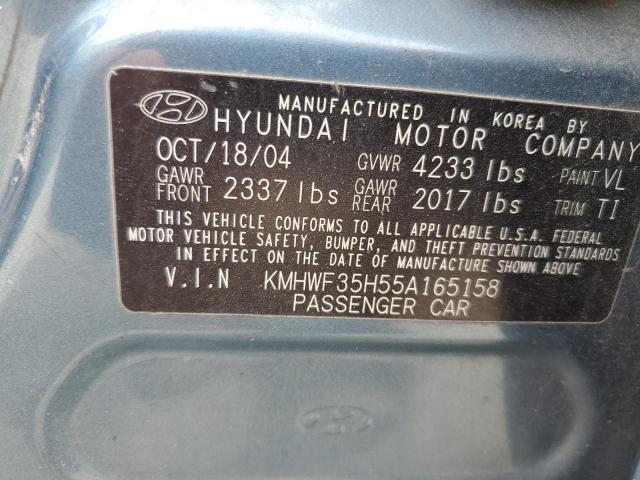 MANUFACTURED IN KOREA BY
HYUNDAI MOTOR COMPANY
OCT/18/04 GVWR 4233 lbs PAINT VL
GAWR FRONT 2337 lbs GAWR REAR 2017 lbs TRIM TI
THIS VEHICLE CONFORMS TO ALL APPLICABLE U.S.A. FEDERAL
MOTOR VEHICLE SAFETY, BUMPER, AND THEFT PREVENTION STANDARDS
IN EFFECT ON THE DATE OF MANUFACTURE SHOWN ABOVE
V.I.N KMHWF35H55A165158
PASSENGER CAR